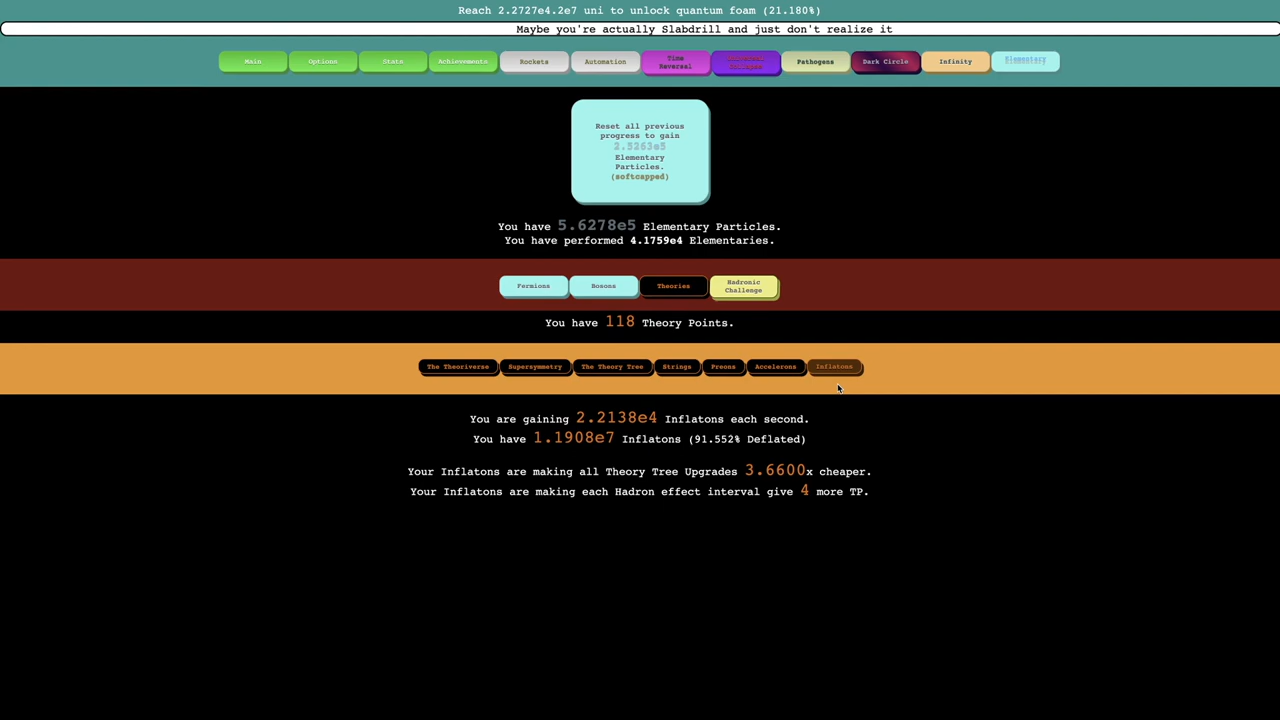 Reach 2.2727e4.2e7 uni to unlock quantum foam (21.180%)
Maybe you're actually Slabdrill and just don't realize it
Main Options Stats Achievements Rockets Automation Time Reversal Pathogens Dark Circle Infinity Elementary
Reset all previous
progress to gain
2.5263e5
Elementary
Particles.
(softcapped)
You have 5.6278e5 Elementary Particles.
You have performed 4.1759e4 Elementaries.
Fermions Bosons Theories Hadronic Challenge
You have 118 Theory Points.
The Theoriverse Supersymmetry The Theory Tree Strings Preons Accelerons Inflatons
You are gaining 2.2138e4 Inflatons each second.
You have 1.1908e7 Inflatons (91.552% Deflated)
Your Inflatons are making all Theory Tree Upgrades 3.6600x cheaper.
Your Inflatons are making each Hadron effect interval give 4 more TP.